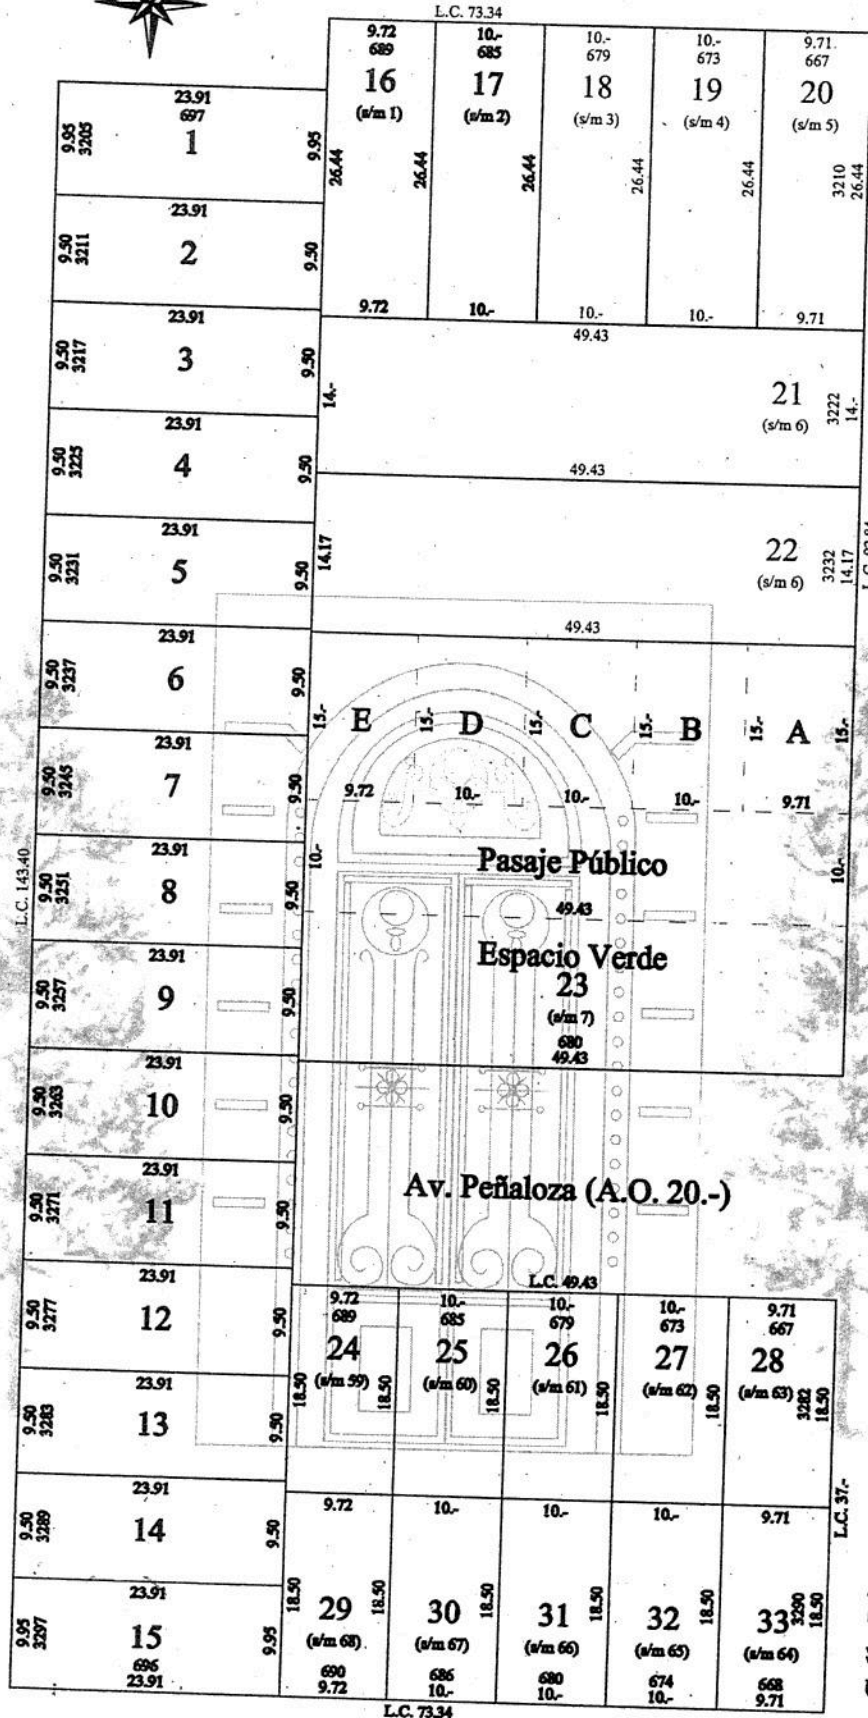 L.C. 73.34
9.72 10.- 10.- 10.- 9.71
689 685 679 673 667
16 17 18 19 20
(s/m 1) (s/m 2) (s/m 3) (s/m 4) (s/m 5)
26.44 26.44 26.44 26.44 26.44 3210 26.44
9.72 10.- 10.- 10.- 9.71
23.91
697
9.95 3205 1 9.95
23.91
9.50 3211 2 9.50
23.91
9.50 3217 3 9.50
23.91
9.50 3225 4 9.50
23.91
9.50 3231 5 9.50
23.91
9.50 3237 6 9.50
23.91
9.50 3245 7 9.50
23.91
9.50 3251 8 9.50
L.C. 143.40
23.91
9.50 3257 9 9.50
23.91
9.50 3263 10 9.50
23.91
9.50 3271 11 9.50
23.91
9.50 3277 12 9.50
23.91
9.50 3283 13 9.50
23.91
9.50 3289 14 9.50
23.91
9.95 3297 15 9.95
696
23.91
49.43
14.- 21 3222 14.-
(s/m 6)
49.43
14.17 22 3232 14.17
(s/m 6)
49.43
15.- E 15.- D 15.- C 15.- B 15.- A 15.-
9.72 10.- 10.- 10.- 9.71
10.- Pasaje Público 10.-
49.43
Espacio Verde
23
(s/m 7)
680
49.43
Av. Peñaloza (A.O. 20.-)
L.C. 49.43
9.72 10.- 10.- 10.- 9.71
689 685 679 673 667
24 25 26 27 28
(s/m 59) (s/m 60) (s/m 61) (s/m 62) (s/m 63)
18.50 18.50 18.50 18.50 18.50 3282 18.50
L.C. 37.-
9.72 10.- 10.- 10.- 9.71
18.50 18.50 18.50 18.50 18.50 3290 18.50
29 30 31 32 33
(s/m 68) (s/m 67) (s/m 66) (s/m 65) (s/m 64)
690 686 680 674 668
9.72 10.- 10.- 10.- 9.71
L.C. 73.34